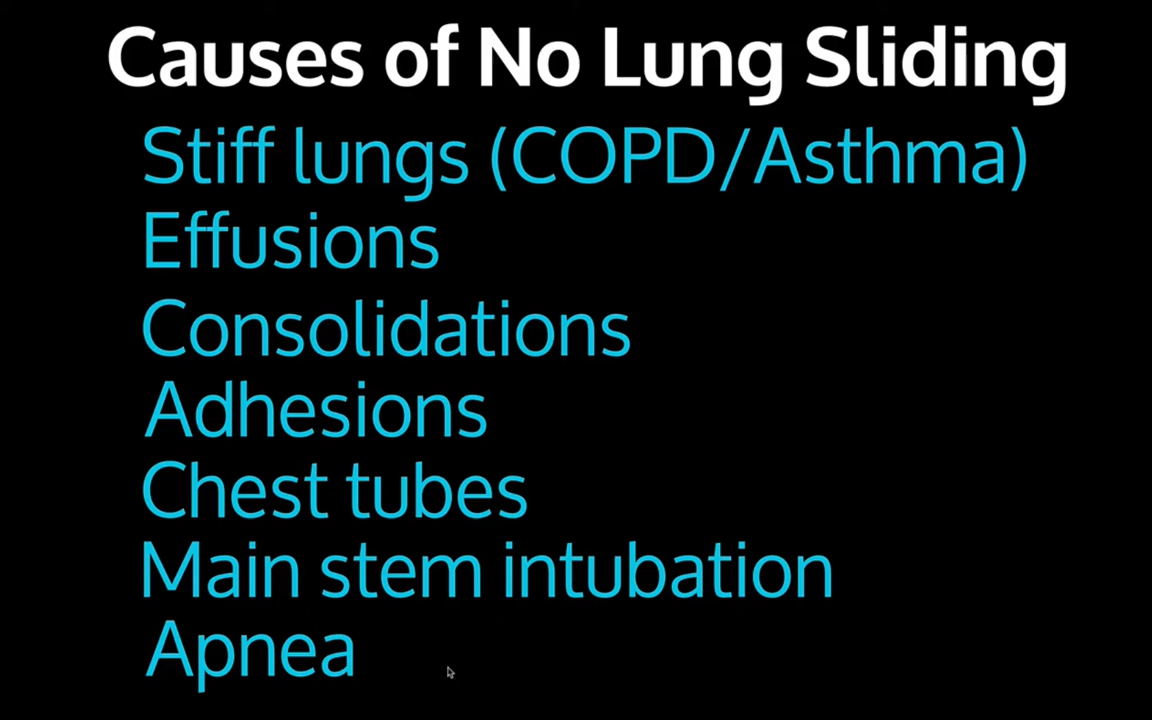 Causes of No Lung Sliding
Stiff lungs (COPD/Asthma)
Effusions
Consolidations
Adhesions
Chest tubes
Main stem intubation
Apnea